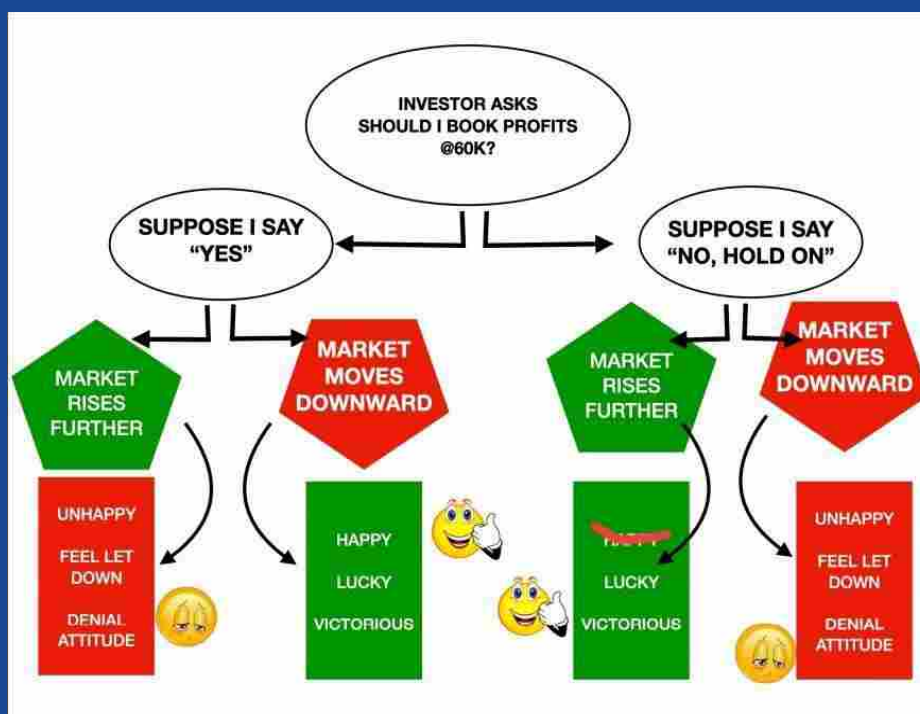 INVESTOR ASKS
SHOULD I BOOK PROFITS
@60K?
SUPPOSE I SAY
“YES”
SUPPOSE I SAY
“NO, HOLD ON”
MARKET
RISES
FURTHER
MARKET
MOVES
DOWNWARD
MARKET
RISES
FURTHER
MARKET
MOVES
DOWNWARD
UNHAPPY
FEEL LET
DOWN
DENIAL
ATTITUDE
HAPPY
LUCKY
VICTORIOUS
LUCKY
VICTORIOUS
UNHAPPY
FEEL LET
DOWN
DENIAL
ATTITUDE